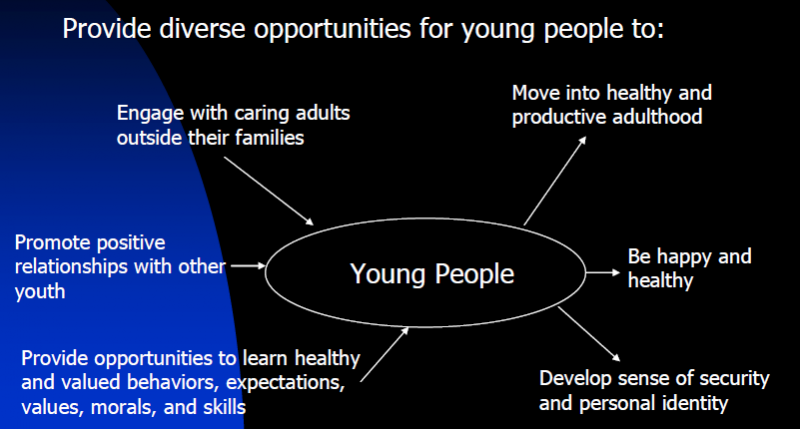 Provide diverse opportunities for young people to:
Engage with caring adults
outside their families
Move into healthy and
productive adulthood
Promote positive
relationships with other
youth
Young People
Be happy and
healthy
Provide opportunities to learn healthy
and valued behaviors, expectations,
values, morals, and skills
Develop sense of security
and personal identity